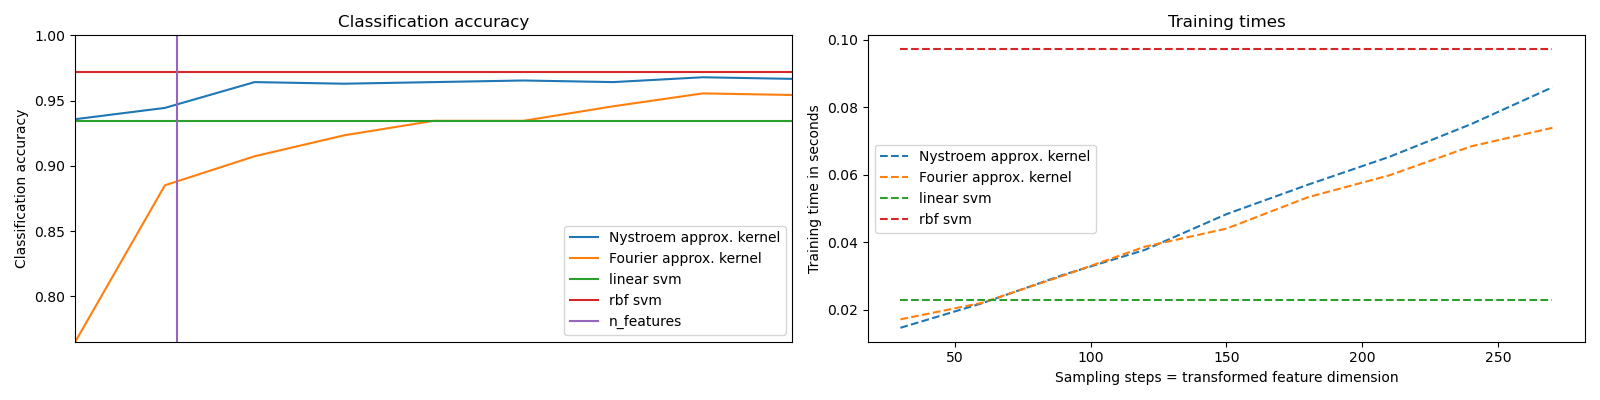 Classification accuracy
Classification accuracy
1.00
0.95
0.90
0.85
0.80
Nystroem approx. kernel
Fourier approx. kernel
linear svm
rbf svm
n_features
Training times
Training time in seconds
0.10
0.08
0.06
0.04
0.02
Nystroem approx. kernel
Fourier approx. kernel
linear svm
rbf svm
50
100
150
200
250
Sampling steps = transformed feature dimension